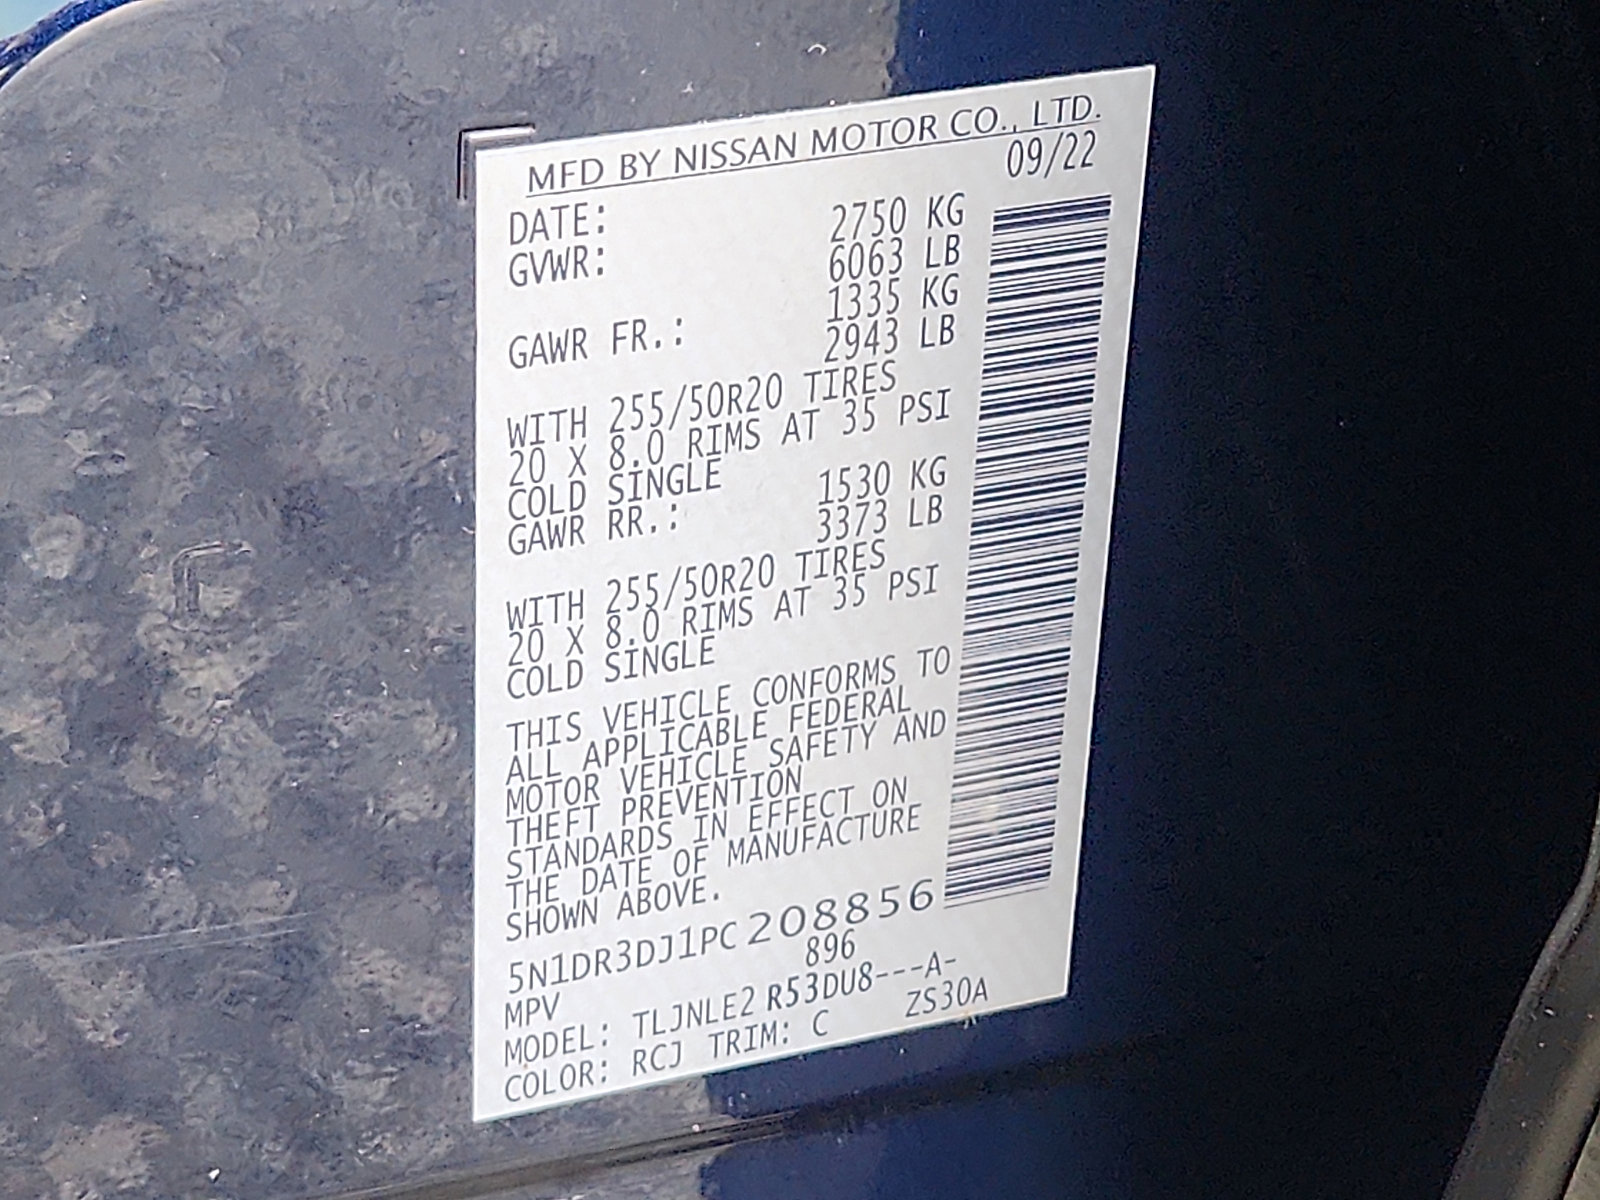 MFD BY NISSAN MOTOR CO., LTD.
DATE: 09/22
GVWR: 2750 KG
6063 LB
GAWR FR.: 1335 KG
2943 LB
WITH 255/50R20 TIRES
20 X 8.0 RIMS AT 35 PSI
COLD SINGLE
GAWR RR.: 1530 KG
3373 LB
WITH 255/50R20 TIRES
20 X 8.0 RIMS AT 35 PSI
COLD SINGLE
THIS VEHICLE CONFORMS TO
ALL APPLICABLE FEDERAL
MOTOR VEHICLE SAFETY AND
THEFT PREVENTION
STANDARDS IN EFFECT ON
THE DATE OF MANUFACTURE
SHOWN ABOVE.
5N1DR3DJ1PC208856
MPV 896
MODEL: TLJNLE2 R53DU8---A-
COLOR: RCJ TRIM: C ZS30A